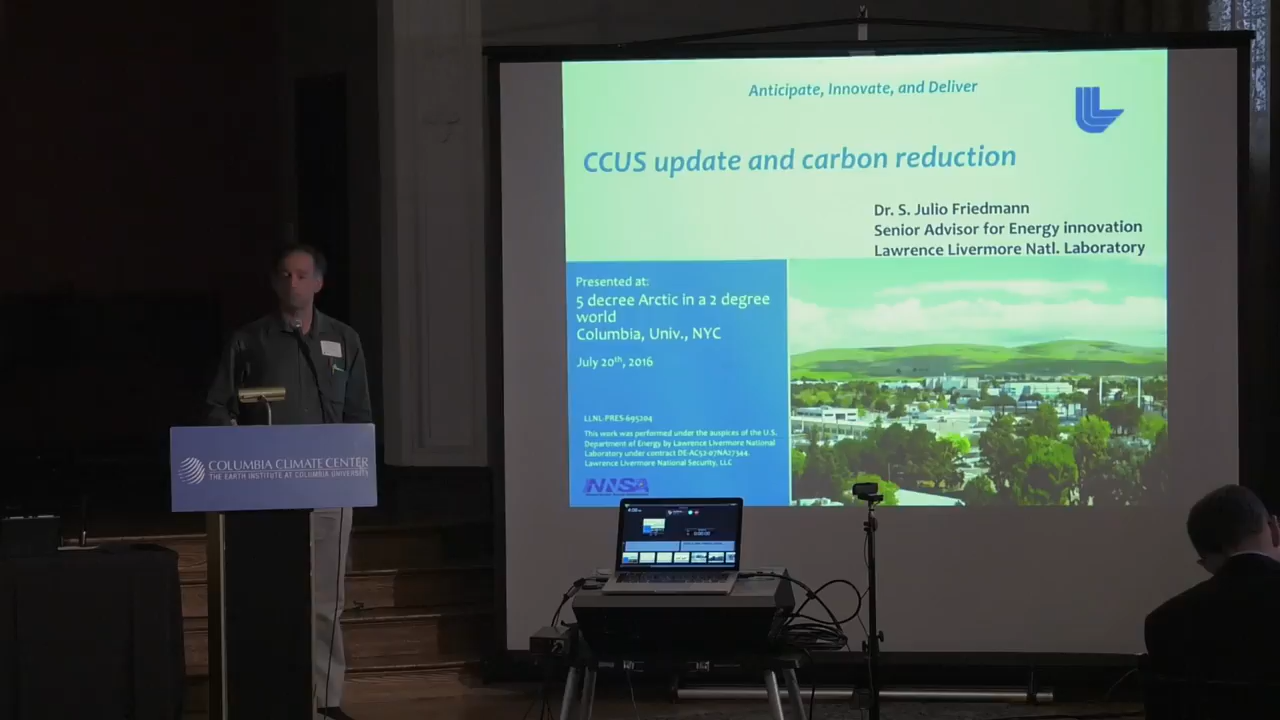 Anticipate, Innovate, and Deliver
CCUS update and carbon reduction
Dr. S. Julio Friedmann
Senior Advisor for Energy innovation
Lawrence Livermore Natl. Laboratory
Presented at:
5 decree Arctic in a 2 degree
world
Columbia, Univ., NYC
July 20th, 2016
LLNL-PRES-695204
This work was performed under the auspices of the U.S.
Department of Energy by Lawrence Livermore National
Laboratory under contract DE-AC52-07NA27344.
Lawrence Livermore National Security, LLC
NNSA
COLUMBIA CLIMATE CENTER
THE EARTH INSTITUTE AT COLUMBIA UNIVERSITY